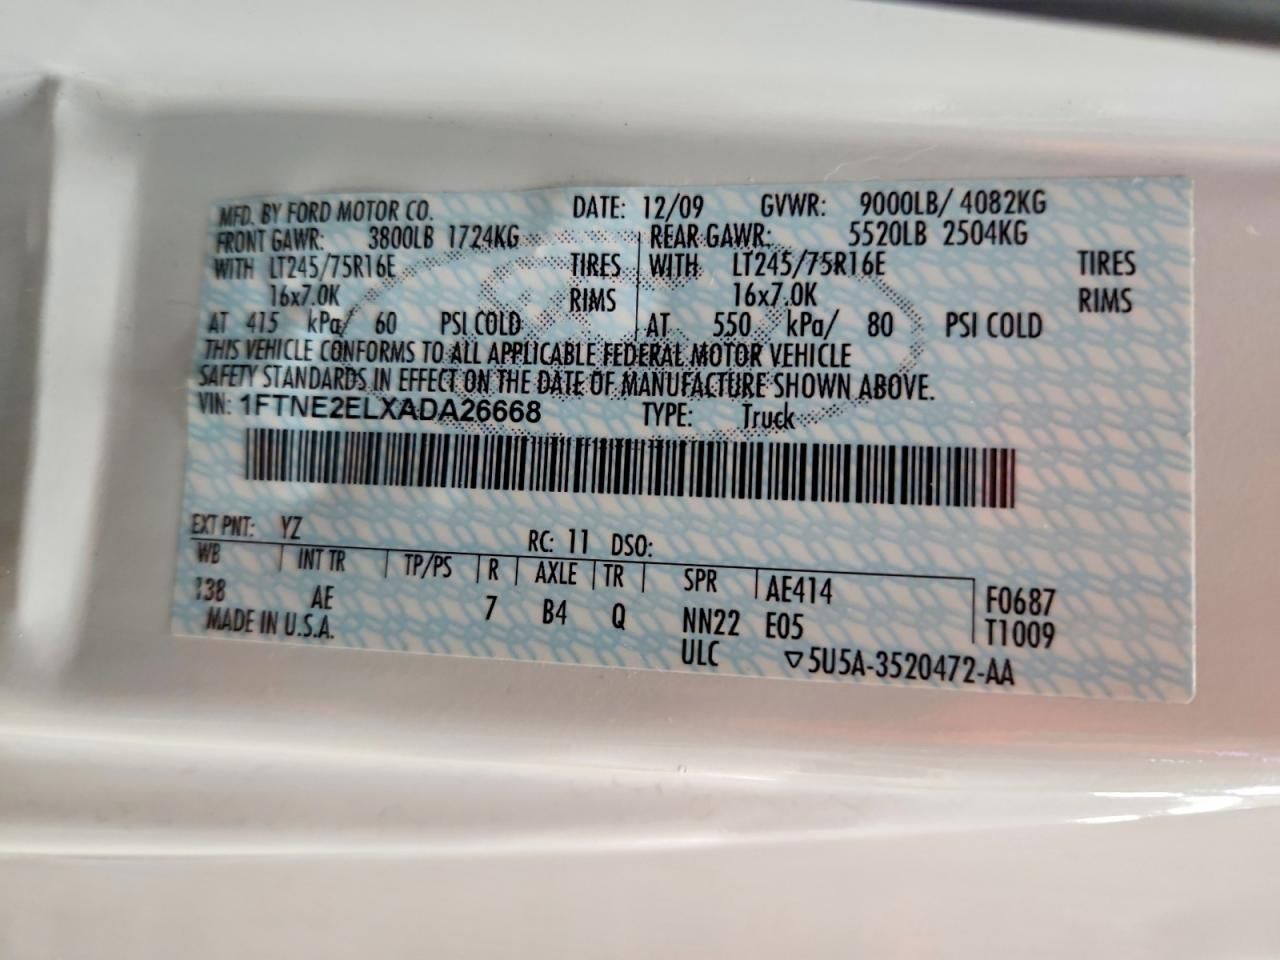 MFD. BY FORD MOTOR CO. DATE: 12/09 GVWR: 9000LB/ 4082KG
FRONT GAWR: 3800LB 1724KG REAR GAWR: 5520LB 2504KG
WITH LT245/75R16E TIRES WITH LT245/75R16E TIRES
16x7.0K RIMS 16x7.0K RIMS
AT 415 kPa/ 60 PSI COLD AT 550 kPa/ 80 PSI COLD
THIS VEHICLE CONFORMS TO ALL APPLICABLE FEDERAL MOTOR VEHICLE
SAFETY STANDARDS IN EFFECT ON THE DATE OF MANUFACTURE SHOWN ABOVE.
VIN: 1FTNE2ELXADA26668 TYPE: Truck
EXT PNT: YZ RC: 11 DSO:
WB INT TR TP/PS R AXLE TR SPR AE414 F0687
138 AE 7 B4 Q NN22 E05 T1009
MADE IN U.S.A. ULC ▽5U5A-3520472-AA